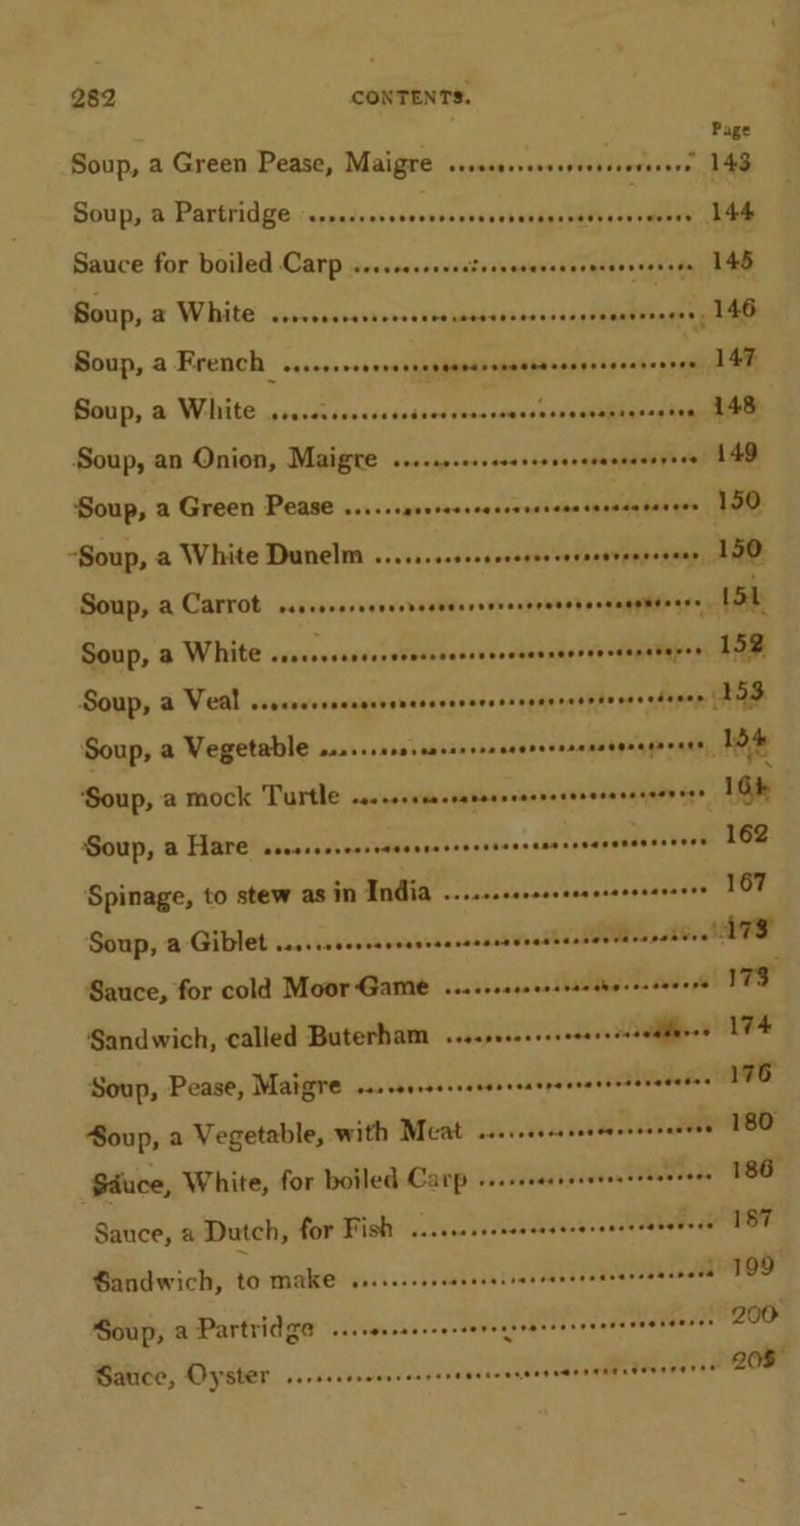 282 CONTENTS.
Page
Soup, a Green Pease, Maigre ........................... 143
Soup, a Partridge ........................... 144
Sauce for boiled Carp ........................... 145
Soup, a White ........................... 146
Soup, a French ........................... 147
Soup, a White ........................... 148
Soup, an Onion, Maigre ........................... 149
Soup, a Green Pease ........................... 150
Soup, a White Dunelm ........................... 150
Soup, a Carrot ........................... 151
Soup, a White ........................... 152
Soup, a Veal ........................... 153
Soup, a Vegetable ........................... 154
Soup, a mock Turtle ........................... 161
Soup, a Hare ........................... 162
Spinage, to stew as in India ........................... 167
Soup, a Giblet ........................... 173
Sauce, for cold Moor Game ........................... 173
Sandwich, called Buterham ........................... 174
Soup, Pease, Maigre ........................... 176
Soup, a Vegetable, with Meat ........................... 180
Sauce, White, for boiled Carp ........................... 186
Sauce, a Dutch, for Fish ........................... 187
Sandwich, to make ........................... 199
Soup, a Partridge ........................... 200
Sauce, Oyster ........................... 205